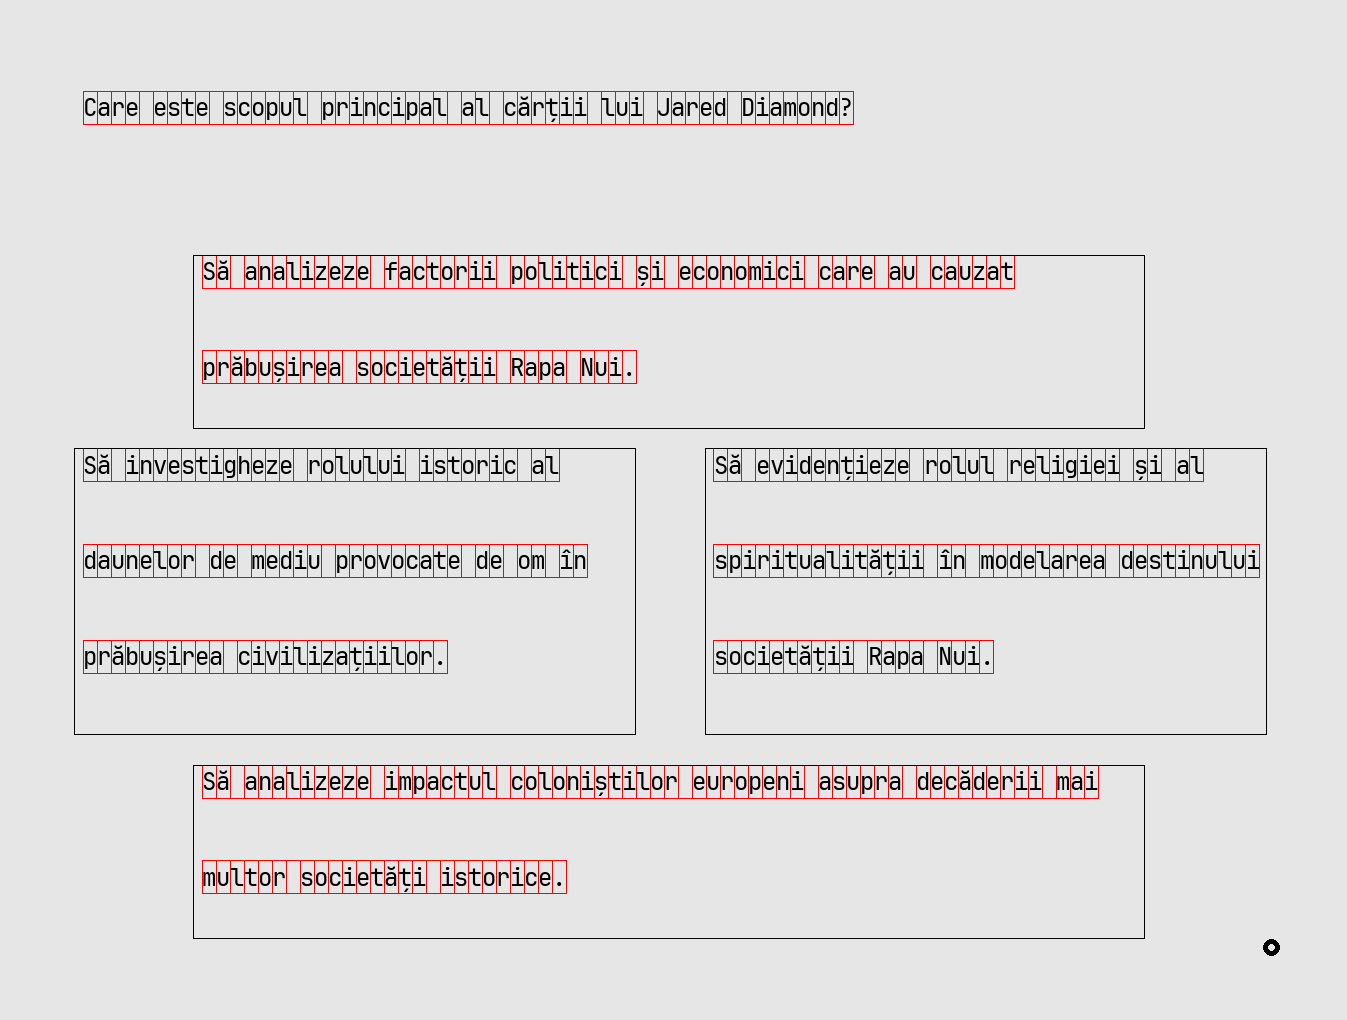 Care este scopul principal al cărții lui Jared Diamond?
Să analizeze factorii politici și economici care au cauzat
prăbușirea societății Rapa Nui.
Să investigheze rolului istoric al
daunelor de mediu provocate de om în
prăbușirea civilizațiilor.
Să evidențieze rolul religiei și al
spiritualității în modelarea destinului
societății Rapa Nui.
Să analizeze impactul coloniștilor europeni asupra decăderii mai
multor societăți istorice.